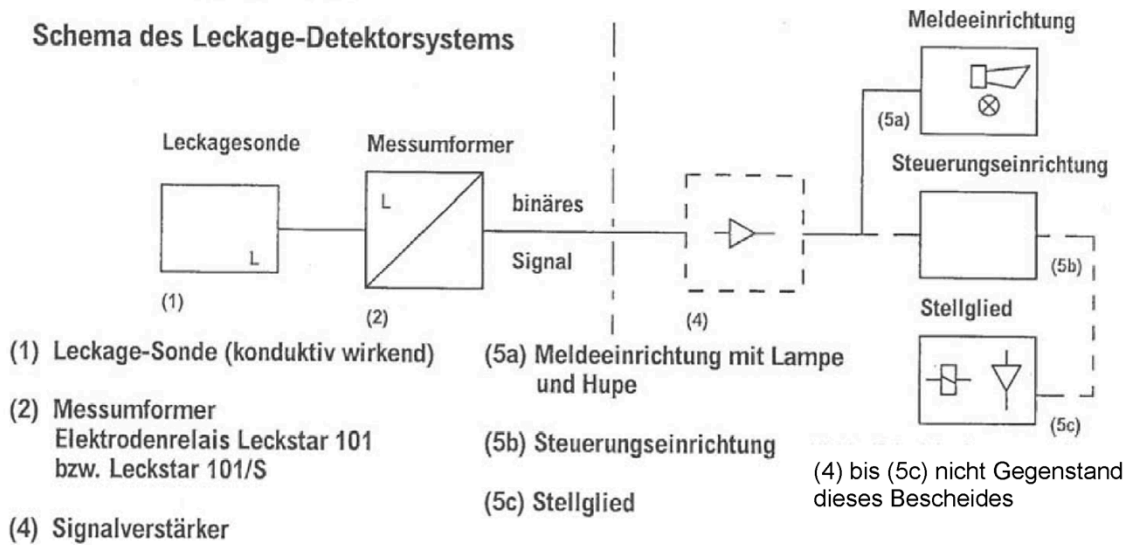 Schema des Leckage-Detektorsystems
Meldeeinrichtung
(5a)
Leckagesonde
Messumformer
Steuerungseinrichtung
L
binäres
Signal
L
(1)
(2)
(4)
(5b)
Stellglied
(5c)
(1) Leckage-Sonde (konduktiv wirkend)
(2) Messumformer
Elektrodenrelais Leckstar 101
bzw. Leckstar 101/S
(4) Signalverstärker
(5a) Meldeeinrichtung mit Lampe
und Hupe
(5b) Steuerungseinrichtung
(5c) Stellglied
(4) bis (5c) nicht Gegenstand
dieses Bescheides